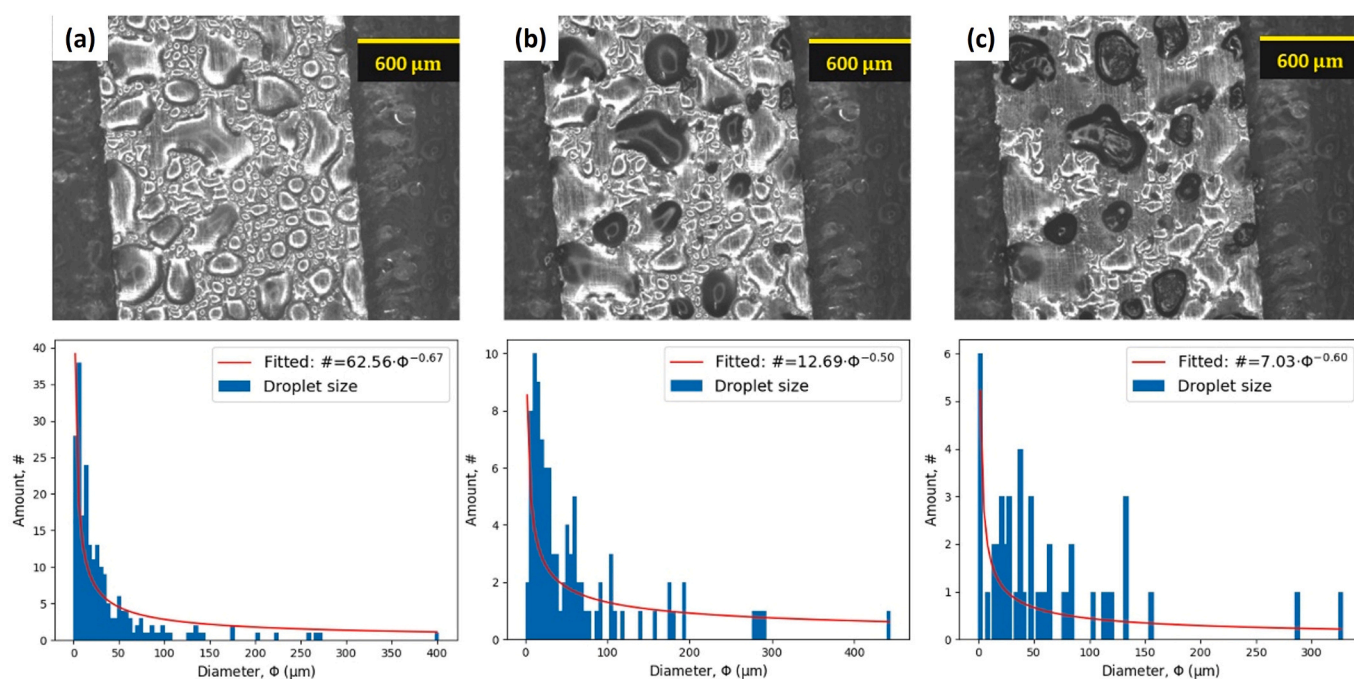 (a)
600 µm
(b)
600 µm
(c)
600 µm
Fitted: #=62.56·Φ^−0.67
Droplet size
40
35
30
25
20
15
10
5
0
Amount, #
0 50 100 150 200 250 300 350 400
Diameter, Φ (µm)
Fitted: #=12.69·Φ^−0.50
Droplet size
10
8
6
4
2
0
Amount, #
0 100 200 300 400
Diameter, Φ (µm)
Fitted: #=7.03·Φ^−0.60
Droplet size
6
5
4
3
2
1
0
Amount, #
0 50 100 150 200 250 300
Diameter, Φ (µm)